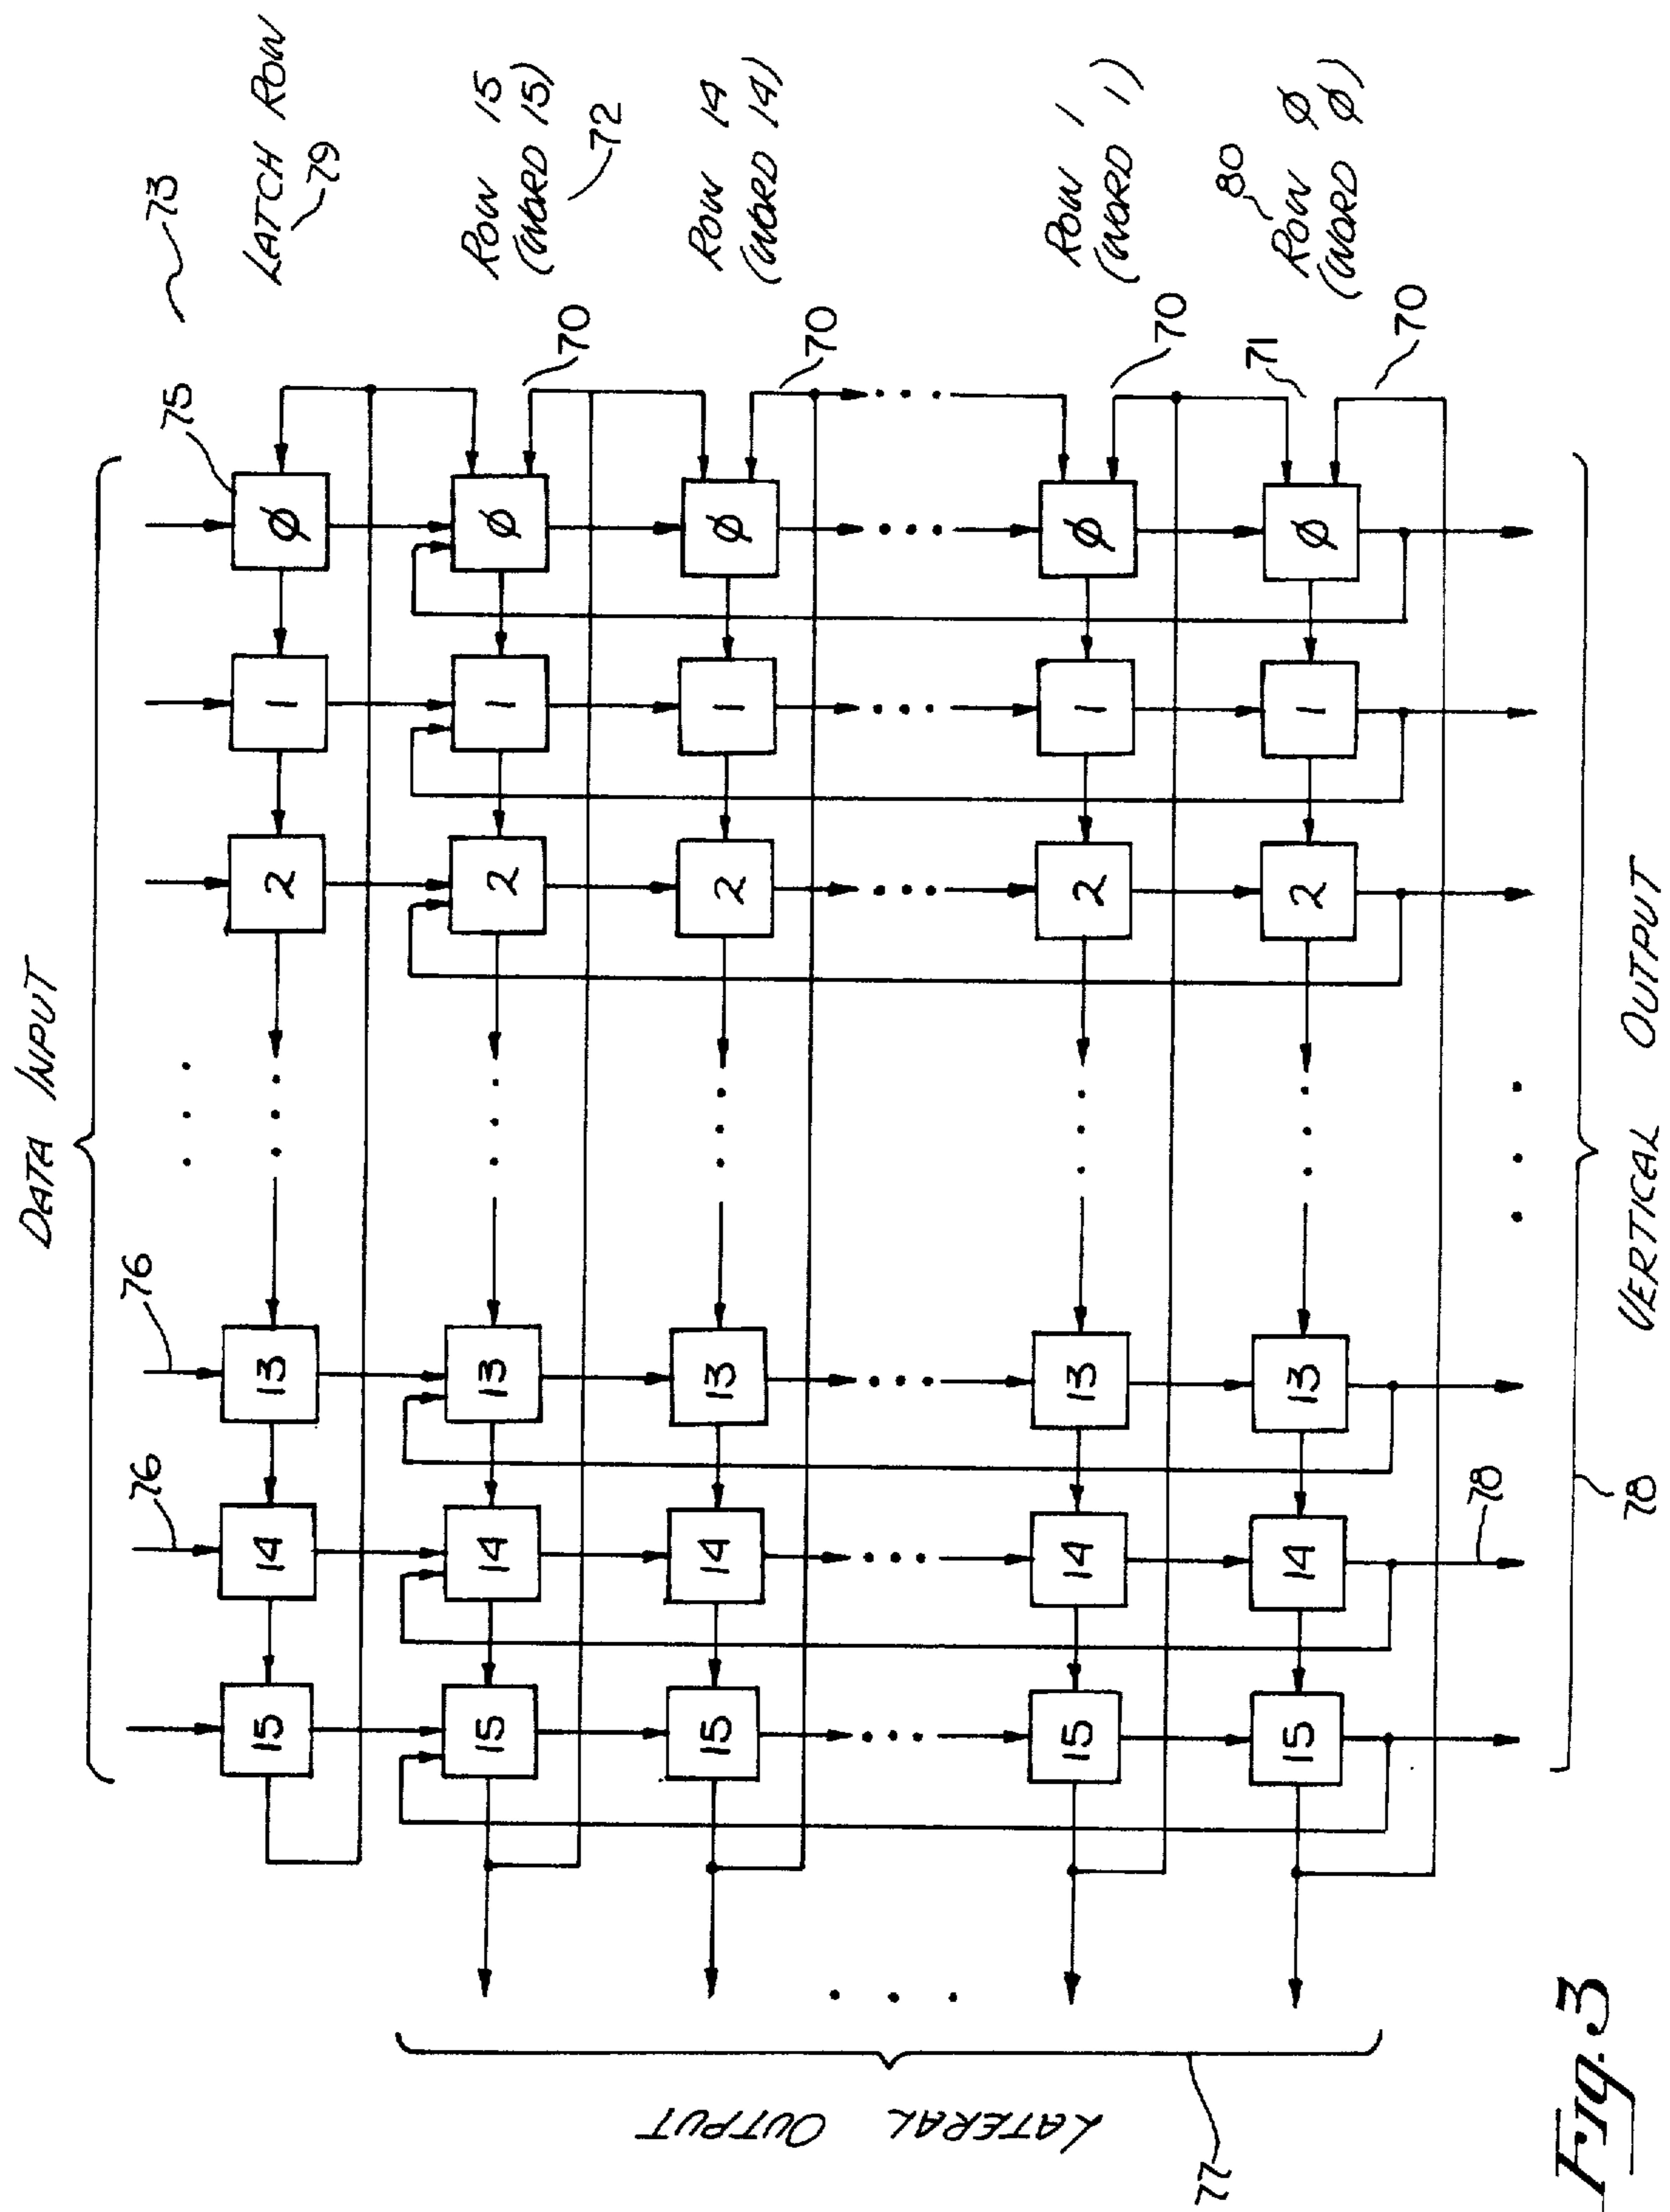 DATA INPUT
76
76
75
73
15 14 13 ... 2 1 Ø
LATCH ROW
79
70
15 14 13 ... 2 1 Ø
ROW 15
(WORD 15)
72
70
15 14 13 ... 2 1 Ø
ROW 14
(WORD 14)
LATERAL OUTPUT
77
70
15 14 13 ... 2 1 Ø
ROW 1
(WORD 1)
71
80
15 14 13 ... 2 1 Ø
ROW Ø
(WORD Ø)
70
78
78
VERTICAL OUTPUT
Fig. 3